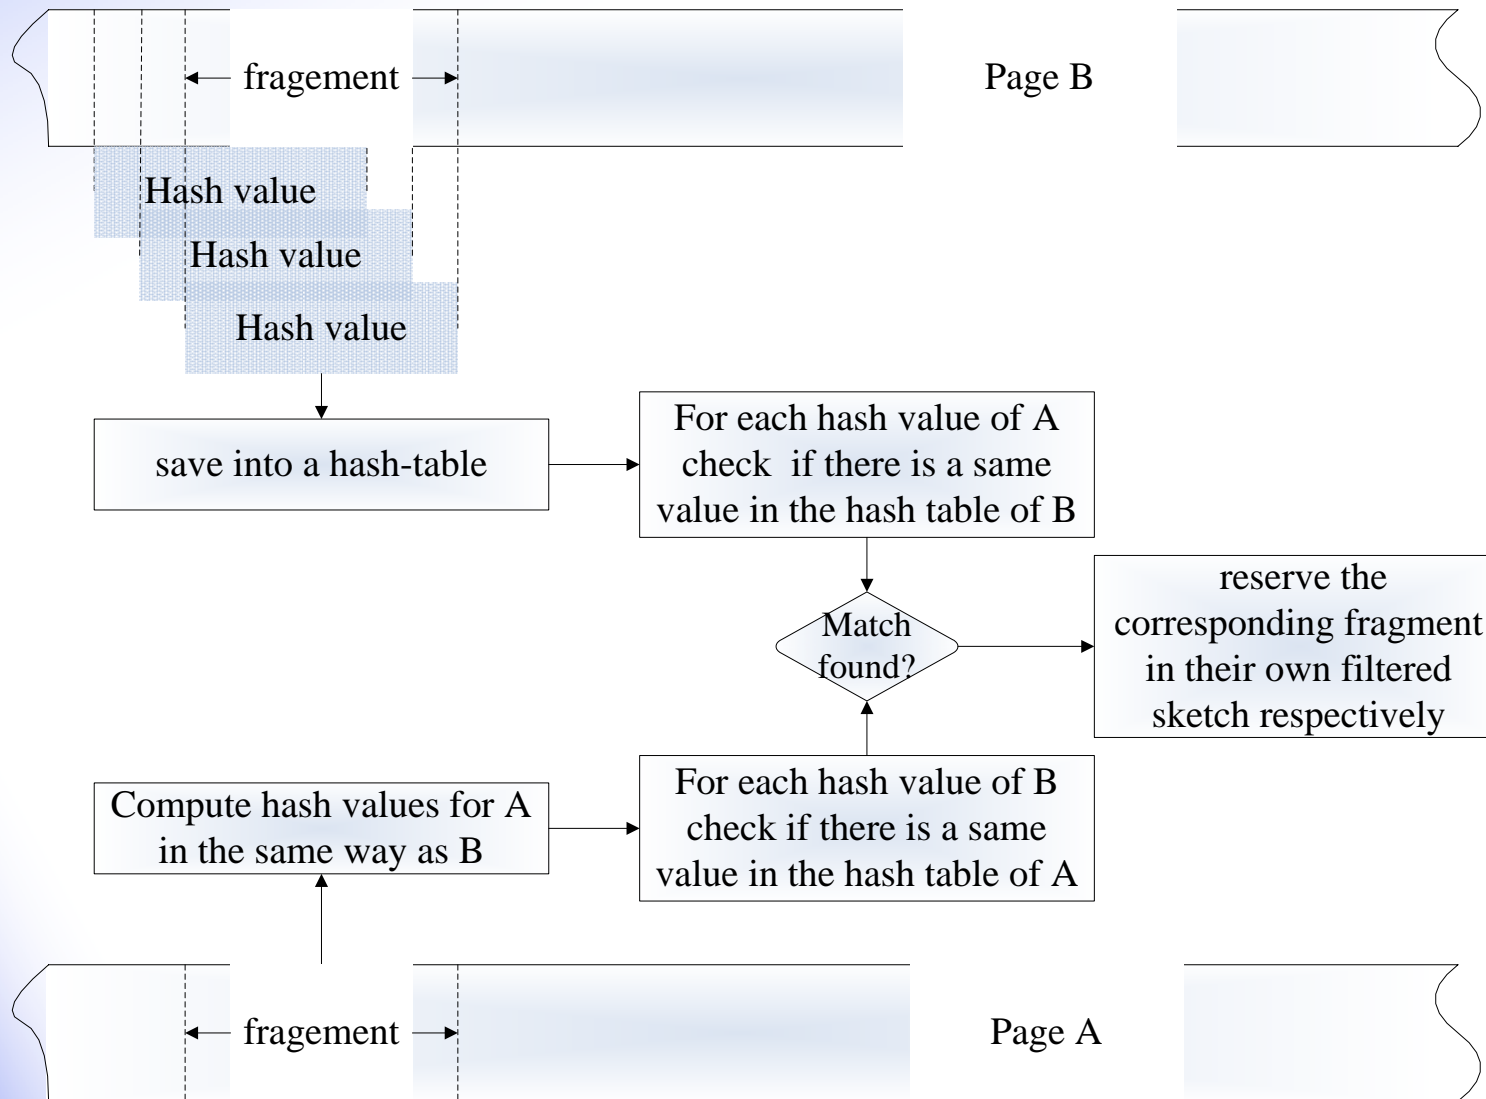 fragement
Page B
Hash value
Hash value
Hash value
save into a hash-table
For each hash value of A
check if there is a same
value in the hash table of B
Match
found?
reserve the
corresponding fragment
in their own filtered
sketch respectively
Compute hash values for A
in the same way as B
For each hash value of B
check if there is a same
value in the hash table of A
fragement
Page A